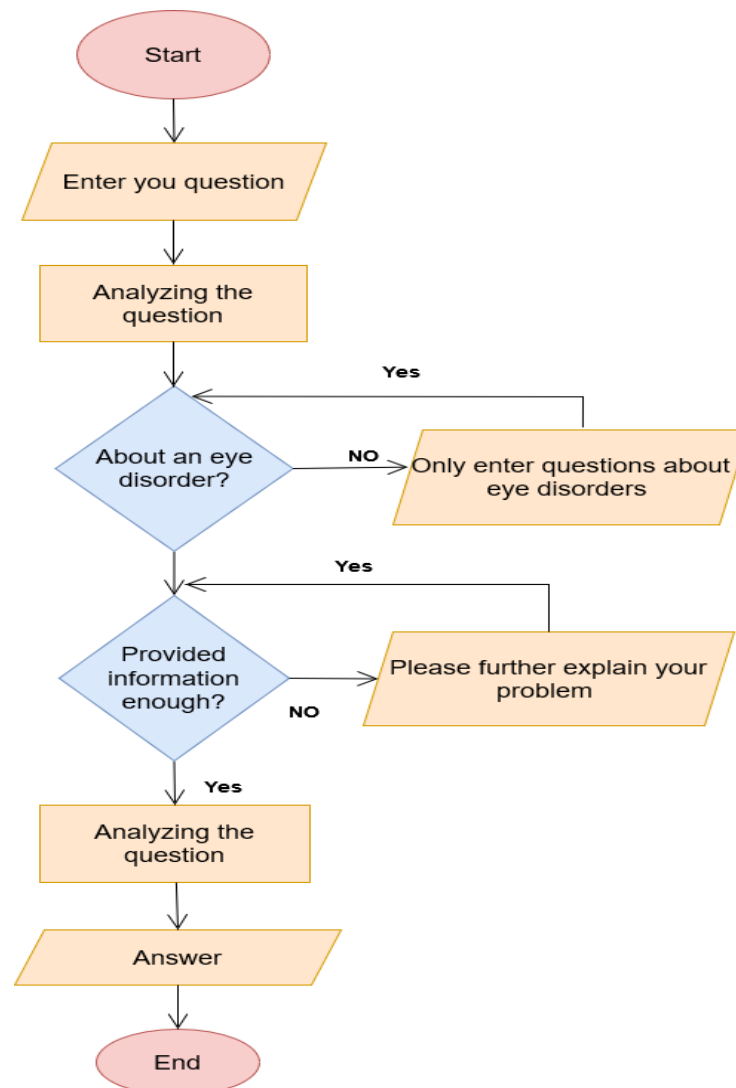 Start
Enter you question
Analyzing the
question
Yes
About an eye
disorder?
NO
Only enter questions about
eye disorders
Yes
Provided
information
enough?
NO
Please further explain your
problem
Yes
Analyzing the
question
Answer
End